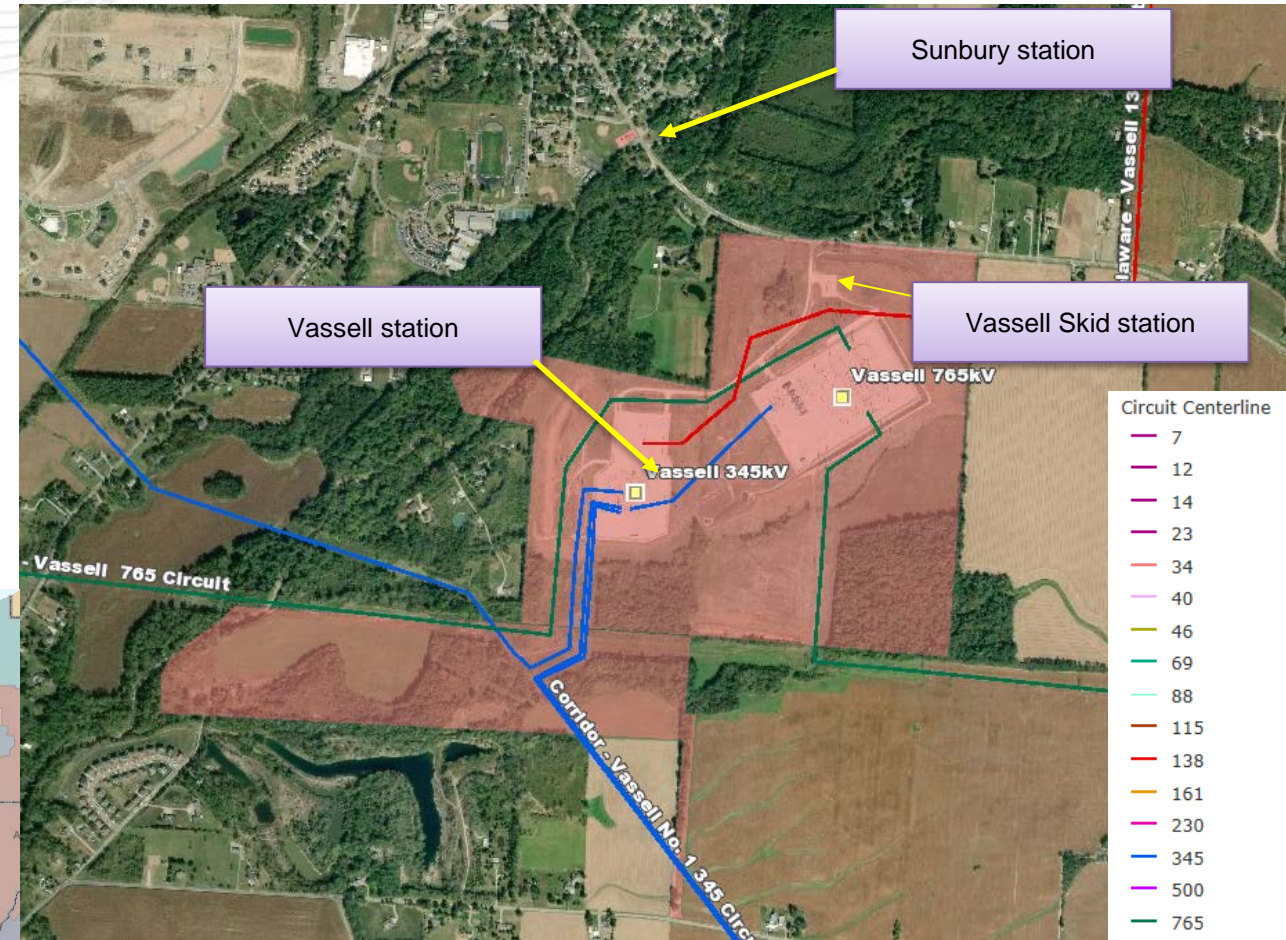 Sunbury station
laware - Vassell 13
Vassell station
Vassell Skid station
Vassell 765kV
Vassell 345kV
- Vassell 765 Circuit
Corridor - Vassell No. 1 345 Circ
Circuit Centerline
7
12
14
23
34
40
46
69
88
115
138
161
230
345
500
765